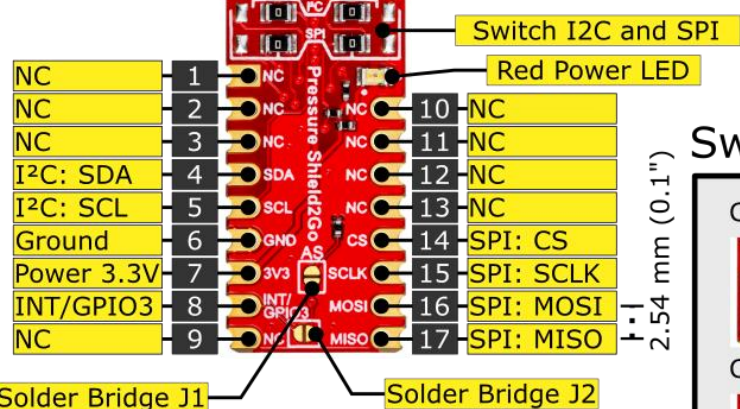 I²C
SPI
Switch I2C and SPI
Red Power LED
NC 1 NC
NC 2 NC
NC 3 NC
I²C: SDA 4 SDA
I²C: SCL 5 SCL
Ground 6 GND
Power 3.3V 7 3V3
INT/GPIO3 8 INT/
GPIO3
NC 9 NC
Pressure Shield2Go
AS
NC 10 NC
NC 11 NC
NC 12 NC
NC 13 NC
CS 14 SPI: CS
SCLK 15 SPI: SCLK
MOSI 16 SPI: MOSI
MISO 17 SPI: MISO
2.54 mm (0.1")
Solder Bridge J1
Solder Bridge J2